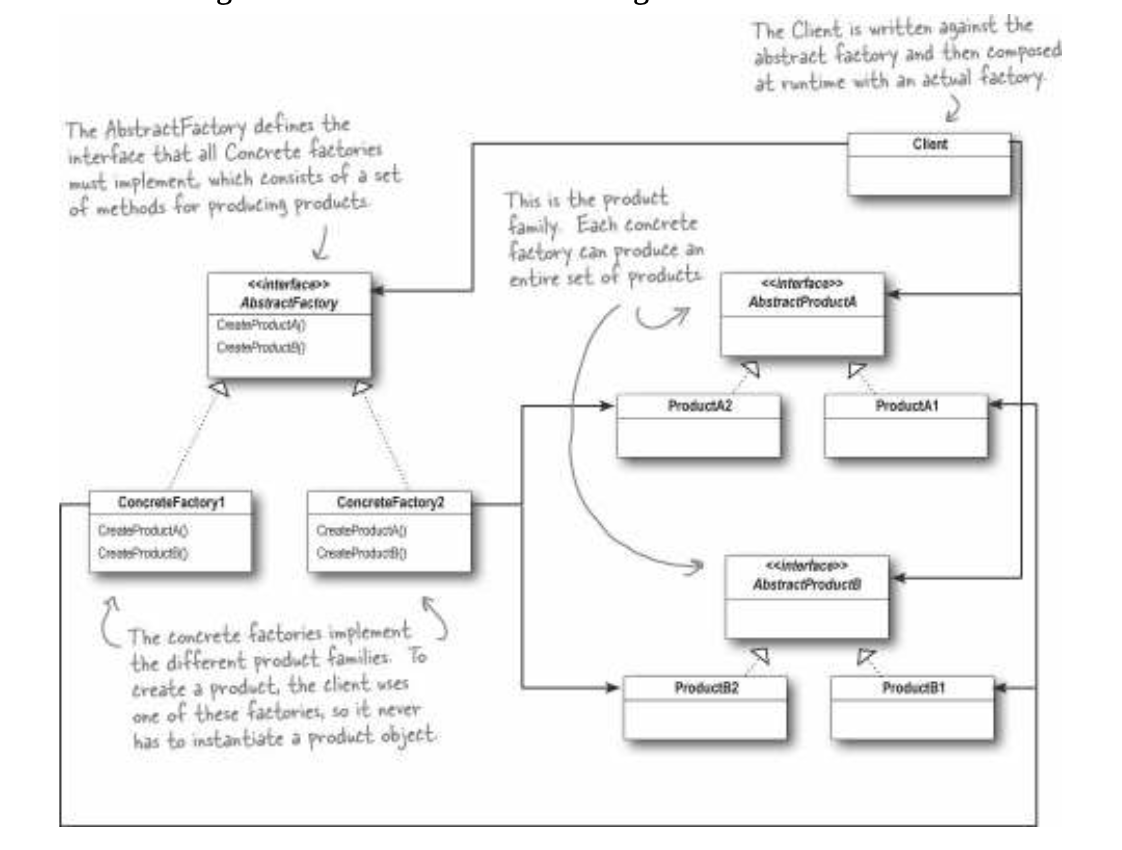 The Client is written against the
abstract factory and then composed
at runtime with an actual factory.
The AbstractFactory defines the
interface that all Concrete factories
must implement, which consists of a set
of methods for producing products.
Client
This is the product
family. Each concrete
factory can produce an
entire set of products.
<<interface>>
AbstractFactory
CreateProductA()
CreateProductB()
<<interface>>
AbstractProductA
ProductA2
ProductA1
ConcreteFactory1
CreateProductA()
CreateProductB()
ConcreteFactory2
CreateProductA()
CreateProductB()
<<interface>>
AbstractProductB
The concrete factories implement
the different product families. To
create a product, the client uses
one of these factories, so it never
has to instantiate a product object.
ProductB2
ProductB1